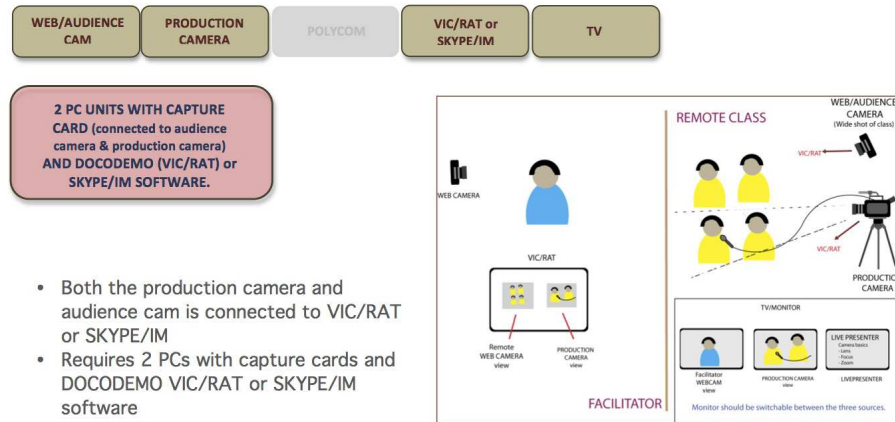 WEB/AUDIENCE
CAM
PRODUCTION
CAMERA
POLYCOM
VIC/RAT or
SKYPE/IM
TV
2 PC UNITS WITH CAPTURE
CARD (connected to audience
camera & production camera)
AND DOCODEMO (VIC/RAT) or
SKYPE/IM SOFTWARE.
• Both the production camera and
audience cam is connected to VIC/RAT
or SKYPE/IM
• Requires 2 PCs with capture cards and
DOCODEMO VIC/RAT or SKYPE/IM
software
WEB CAMERA
VIC/RAT
Remote
WEB CAMERA
view
PRODUCTION
CAMERA
view
FACILITATOR
REMOTE CLASS
WEB/AUDIENCE
CAMERA
(Wide shot of class)
VIC/RAT
VIC/RAT
PRODUCTION
CAMERA
TV/MONITOR
Facilitator
WEBCAM
view
PRODUCTION CAMERA
view
LIVE PRESENTER
Camera basics
- Lens
- Focus
- Zoom
LIVEPRESENTER
Monitor should be switchable between the three sources.